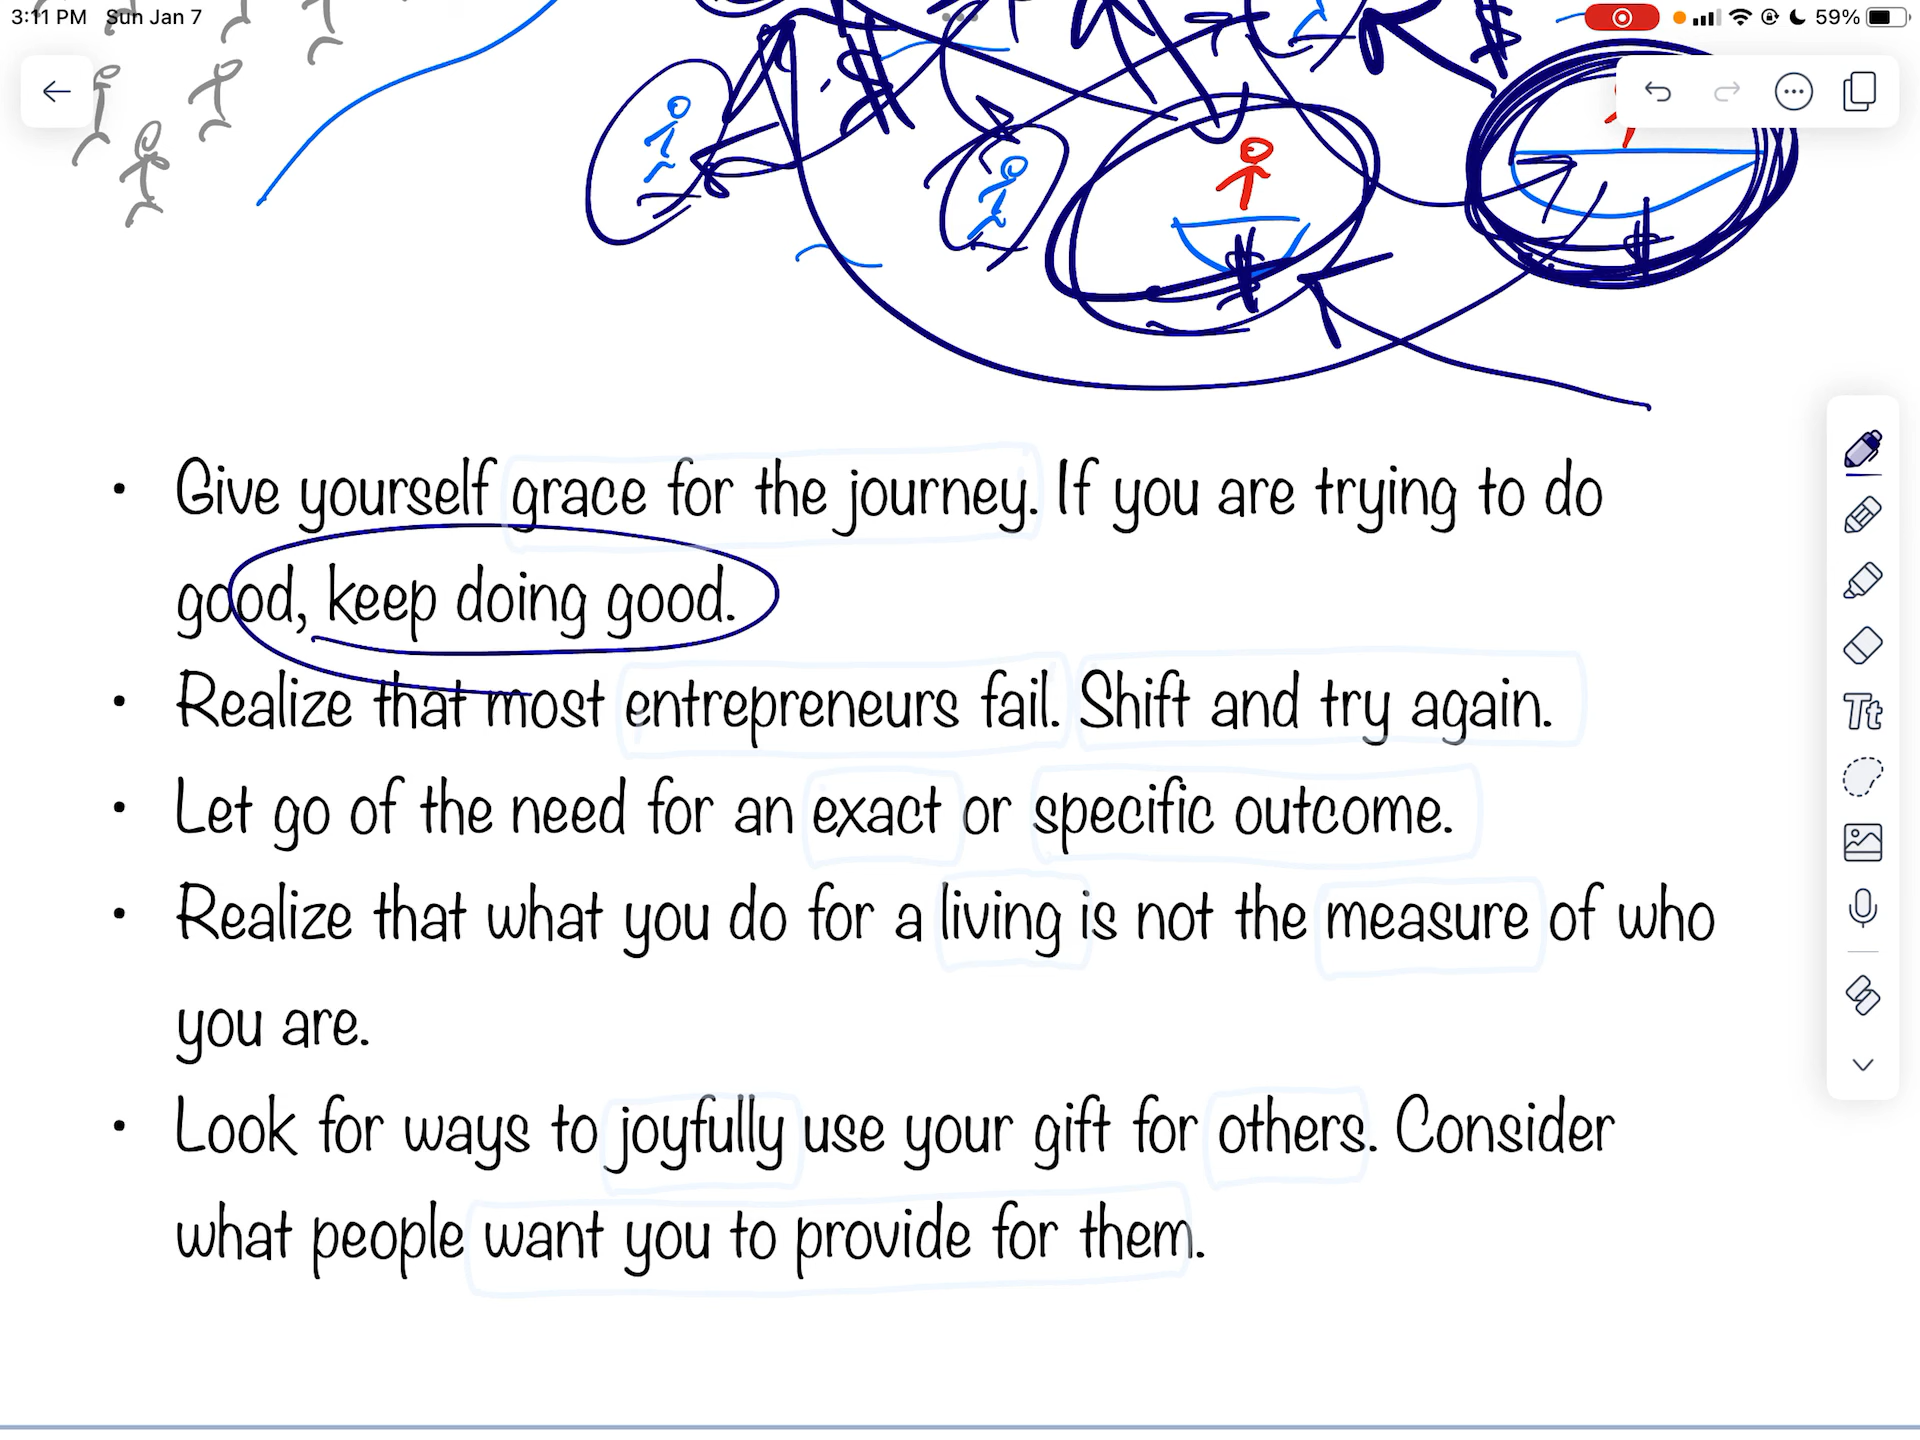 3:11 PM Sun Jan 7
59%
$ $
$ $
• Give yourself grace for the journey. If you are trying to do
good, keep doing good.
• Realize that most entrepreneurs fail. Shift and try again.
• Let go of the need for an exact or specific outcome.
• Realize that what you do for a living is not the measure of who
you are.
• Look for ways to joyfully use your gift for others. Consider
what people want you to provide for them.
Tt